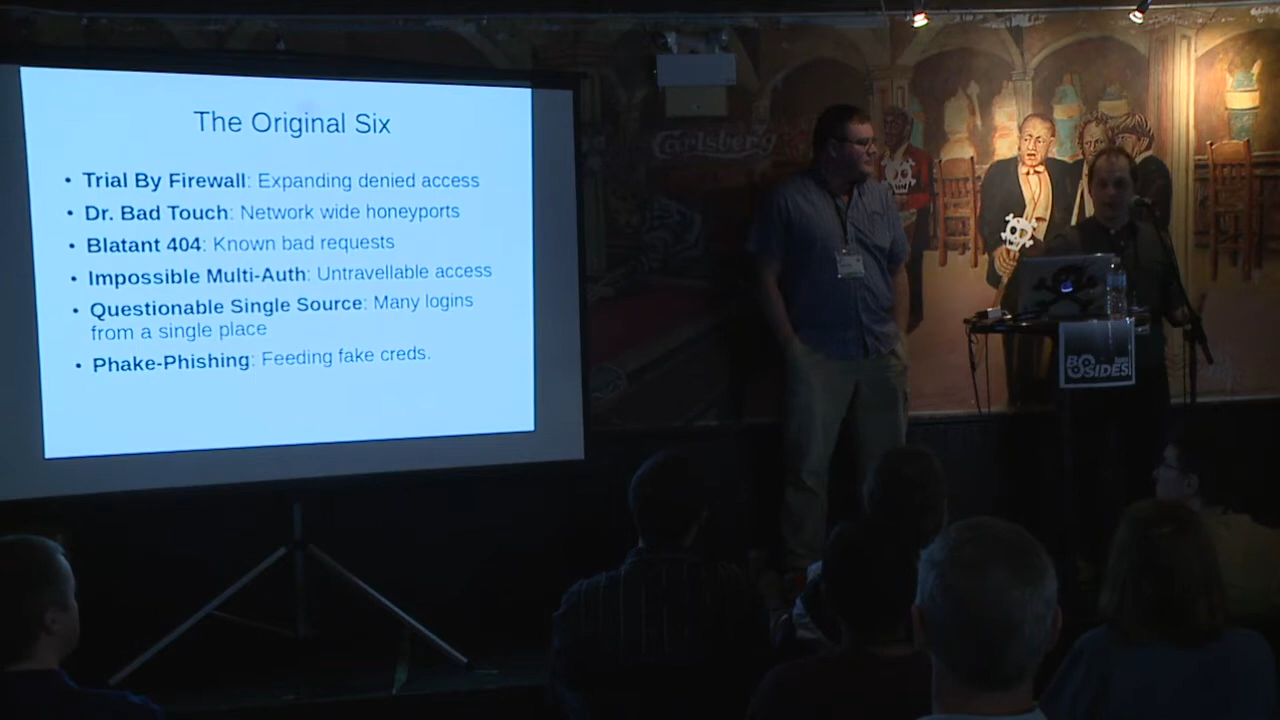 The Original Six
• Trial By Firewall: Expanding denied access
• Dr. Bad Touch: Network wide honeyports
• Blatant 404: Known bad requests
• Impossible Multi-Auth: Untravellable access
• Questionable Single Source: Many logins
from a single place
• Phake-Phishing: Feeding fake creds.
Carlsberg
BSIDES